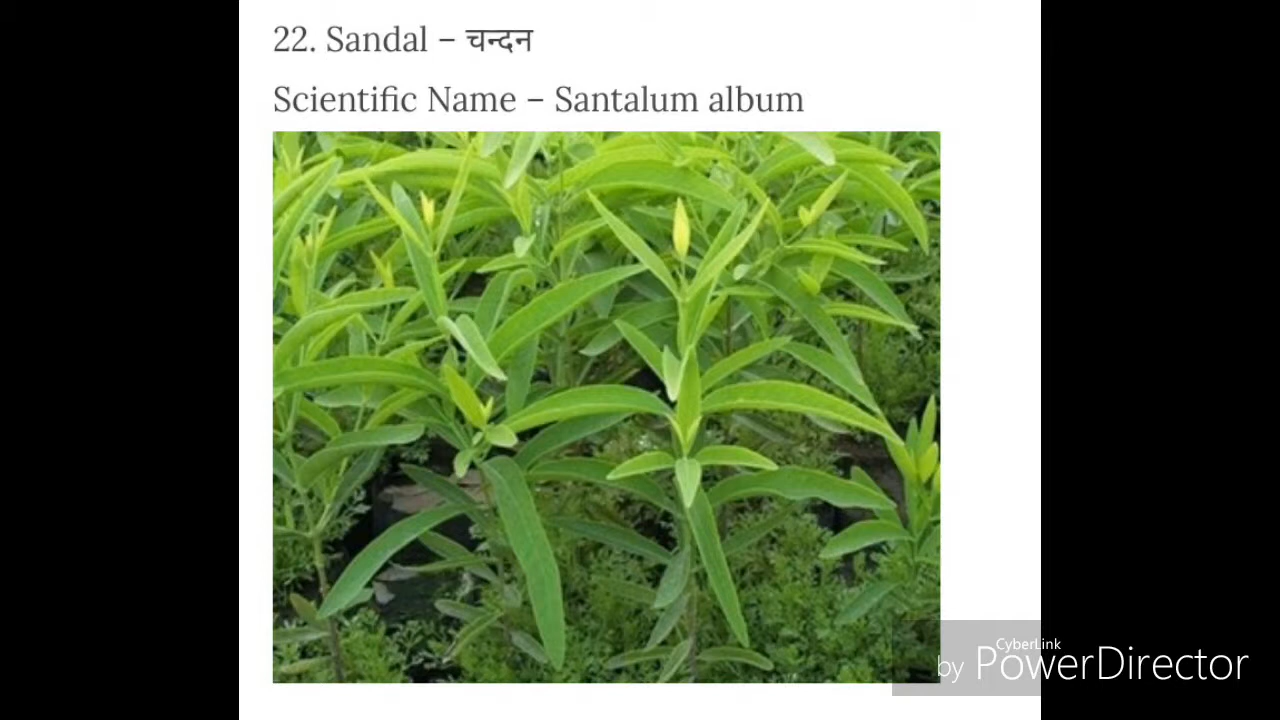 22. Sandal – चन्दन
Scientific Name – Santalum album
CyberLink
by PowerDirector